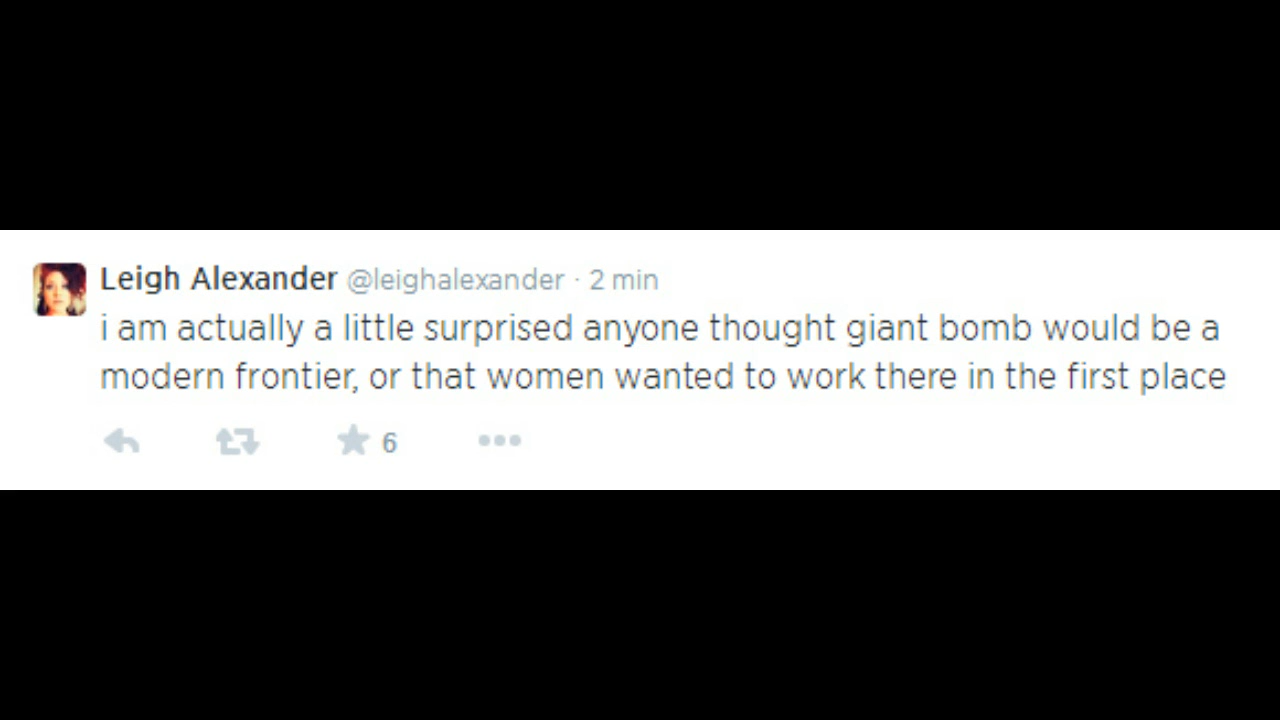 Leigh Alexander @leighalexander · 2 min
i am actually a little surprised anyone thought giant bomb would be a
modern frontier, or that women wanted to work there in the first place
6